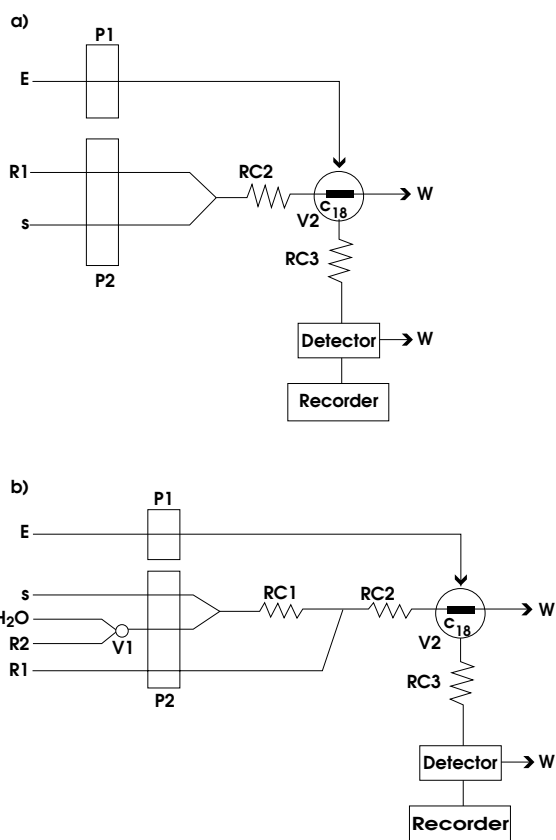 a)
P1
E
R1
RC2
W
s
C18
V2
P2
RC3
Detector
W
Recorder
b)
P1
E
s
RC1
RC2
H2O
W
C18
R2
V1
V2
R1
P2
RC3
Detector
W
Recorder